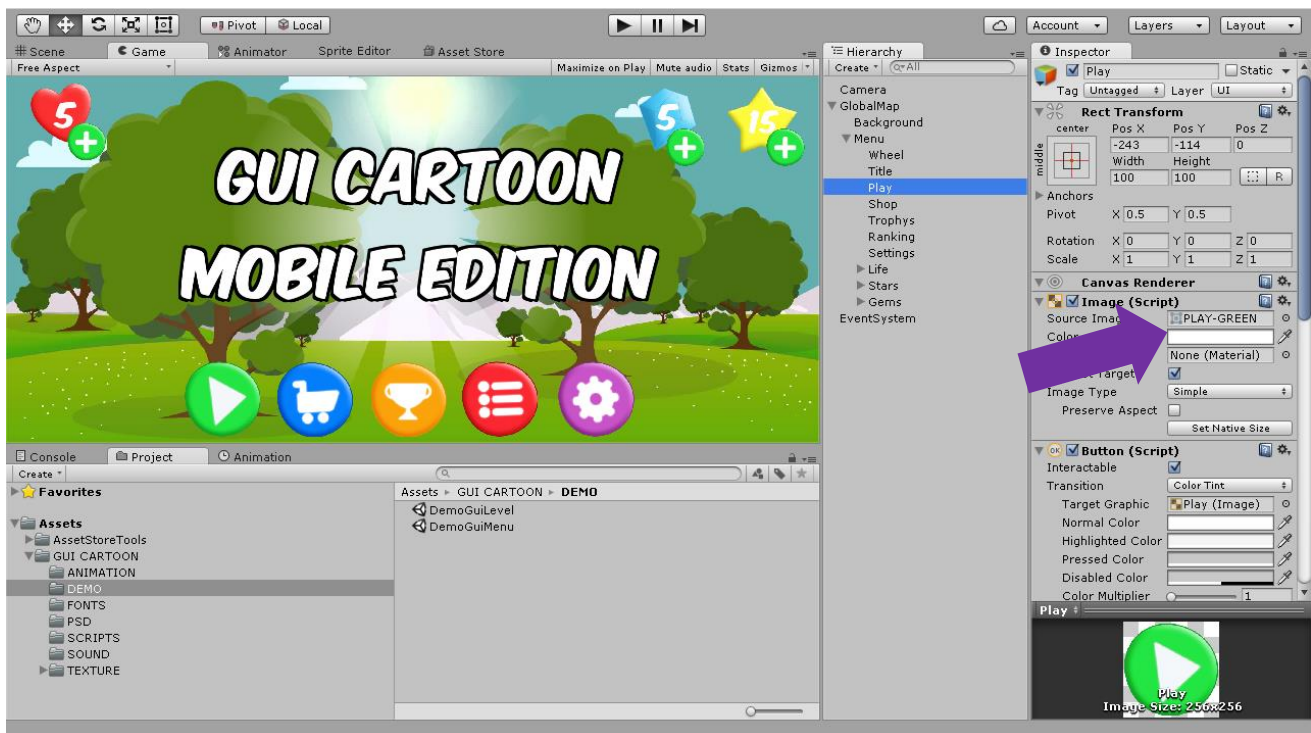 Pivot Local Account Layers Layout
Scene Game Animator Sprite Editor Asset Store
Free Aspect Maximize on Play Mute audio Stats Gizmos
5 5 15
GUI CARTOON
MOBILE EDITION
Hierarchy
Create All
Camera
GlobalMap
Background
Menu
Wheel
Title
Play
Shop
Trophys
Ranking
Settings
Life
Stars
Gems
EventSystem
Inspector
Play Static
Tag Untagged Layer UI
Rect Transform
center Pos X Pos Y Pos Z
-243 -114 0
middle Width Height
100 100 R
Anchors
Pivot X 0.5 Y 0.5
Rotation X 0 Y 0 Z 0
Scale X 1 Y 1 Z 1
Canvas Renderer
Image (Script)
Source Ima PLAY-GREEN
Color
None (Material)
Targe
Image Type Simple
Preserve Aspect
Set Native Size
OK Button (Script)
Interactable
Transition Color Tint
Target Graphic Play (Image)
Normal Color
Highlighted Color
Pressed Color
Disabled Color
Color Multiplier 1
Play
Play
Image Size: 256x256
Console Project Animation
Create
Favorites
Assets
AssetStoreTools
GUI CARTOON
ANIMATION
DEMO
FONTS
PSD
SCRIPTS
SOUND
TEXTURE
Assets GUI CARTOON DEMO
DemoGuiLevel
DemoGuiMenu